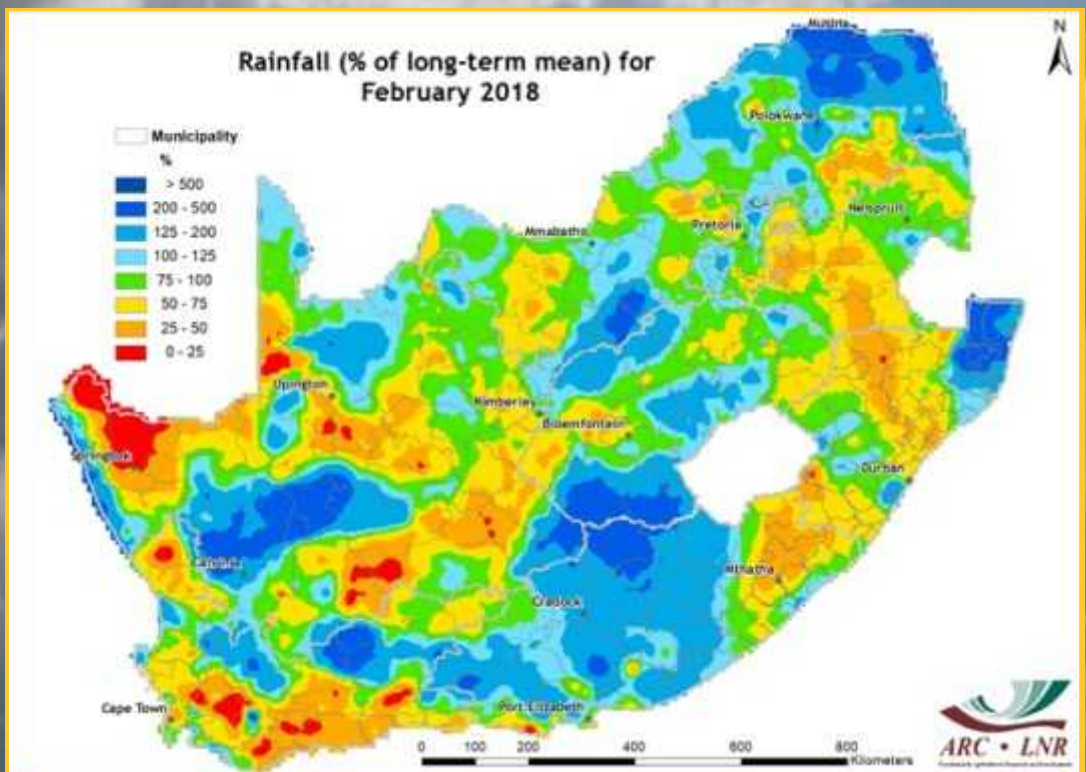 Rainfall (% of long-term mean) for
February 2018
N
Municipality
%
> 500
200 - 500
125 - 200
100 - 125
75 - 100
50 - 75
25 - 50
0 - 25
Musina
Polokwane
Nelspruit
Pretoria
Mmabatho
Upington
Kimberley
Bloemfontein
Springbok
Durban
Calvinia
Mthatha
Cradock
Cape Town
Port Elizabeth
0 100 200 400 600 800
Kilometers
ARC • LNR